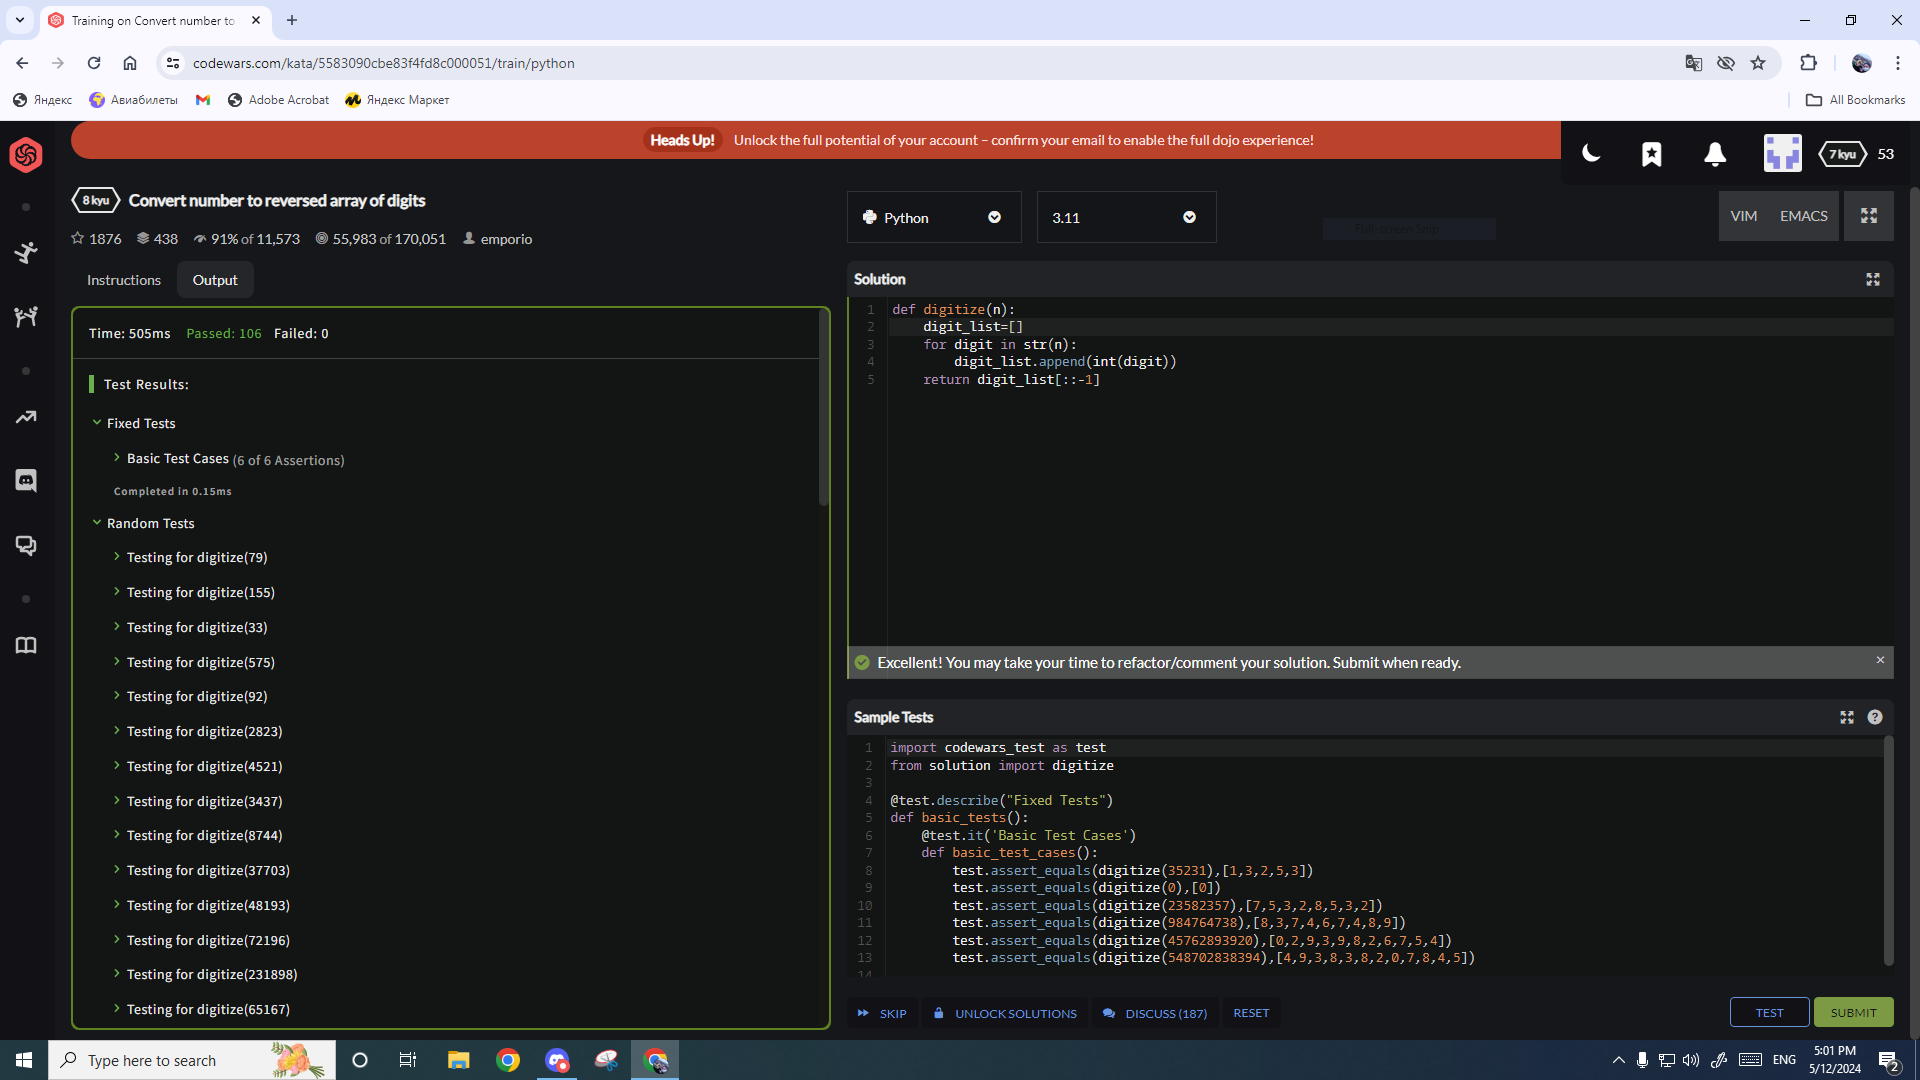 Training on Convert number to
codewars.com/kata/5583090cbe83f4fd8c000051/train/python
Яндекс
Авиабилеты
Adobe Acrobat
Яндекс Маркет
All Bookmarks
Heads Up! Unlock the full potential of your account – confirm your email to enable the full dojo experience!
7 kyu 53
8 kyu Convert number to reversed array of digits
1876 438 91% of 11,573 55,983 of 170,051 emporio
Python
3.11
Full-screen Snip
VIM EMACS
Instructions
Output
Time: 505ms Passed: 106 Failed: 0
Test Results:
Fixed Tests
Basic Test Cases (6 of 6 Assertions)
Completed in 0.15ms
Random Tests
Testing for digitize(79)
Testing for digitize(155)
Testing for digitize(33)
Testing for digitize(575)
Testing for digitize(92)
Testing for digitize(2823)
Testing for digitize(4521)
Testing for digitize(3437)
Testing for digitize(8744)
Testing for digitize(37703)
Testing for digitize(48193)
Testing for digitize(72196)
Testing for digitize(231898)
Testing for digitize(65167)
Solution
1 def digitize(n):
2     digit_list=[]
3     for digit in str(n):
4         digit_list.append(int(digit))
5     return digit_list[::-1]
Excellent! You may take your time to refactor/comment your solution. Submit when ready.
Sample Tests
1 import codewars_test as test
2 from solution import digitize
3
4 @test.describe("Fixed Tests")
5 def basic_tests():
6     @test.it('Basic Test Cases')
7     def basic_test_cases():
8         test.assert_equals(digitize(35231),[1,3,2,5,3])
9         test.assert_equals(digitize(0),[0])
10         test.assert_equals(digitize(23582357),[7,5,3,2,8,5,3,2])
11         test.assert_equals(digitize(984764738),[8,3,7,4,6,7,4,8,9])
12         test.assert_equals(digitize(45762893920),[0,2,9,3,9,8,2,6,7,5,4])
13         test.assert_equals(digitize(548702838394),[4,9,3,8,3,8,2,0,7,8,4,5])
14
SKIP
UNLOCK SOLUTIONS
DISCUSS (187)
RESET
TEST
SUBMIT
Type here to search
ENG
5:01 PM
5/12/2024
2